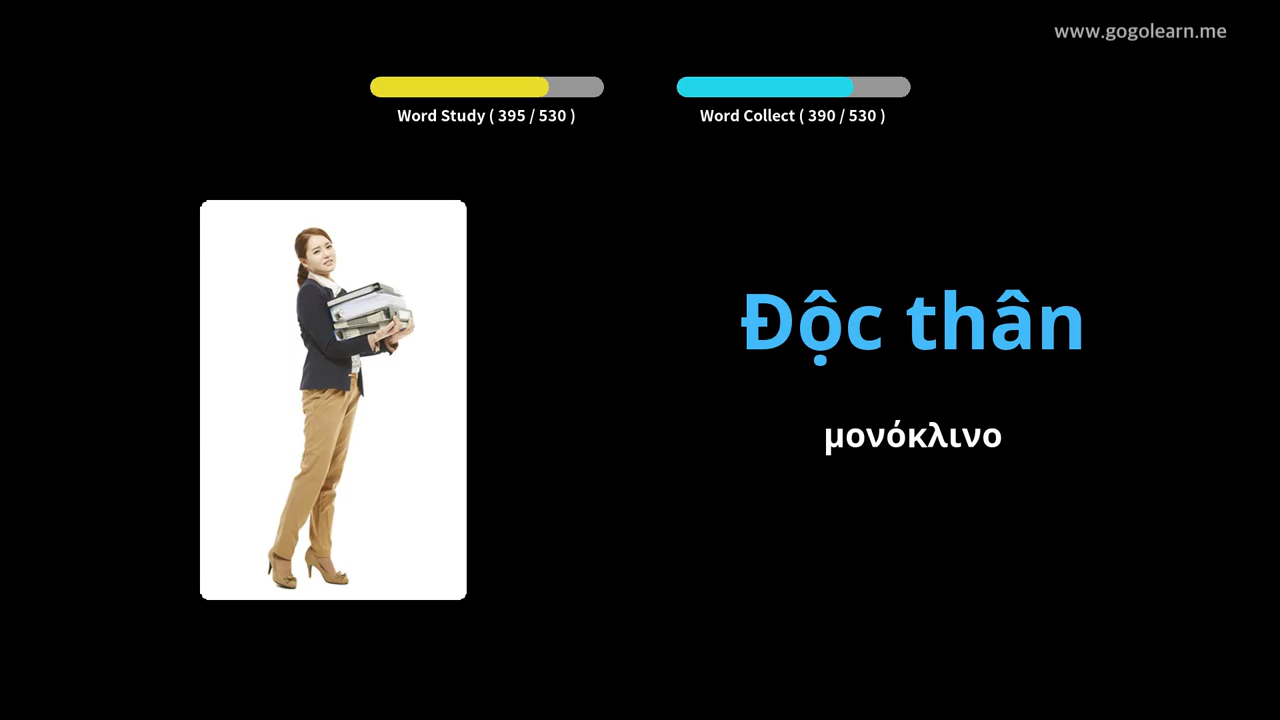 www.gogolearn.me
Word Study ( 395 / 530 )
Word Collect ( 390 / 530 )
Độc thân
μονόκλινο